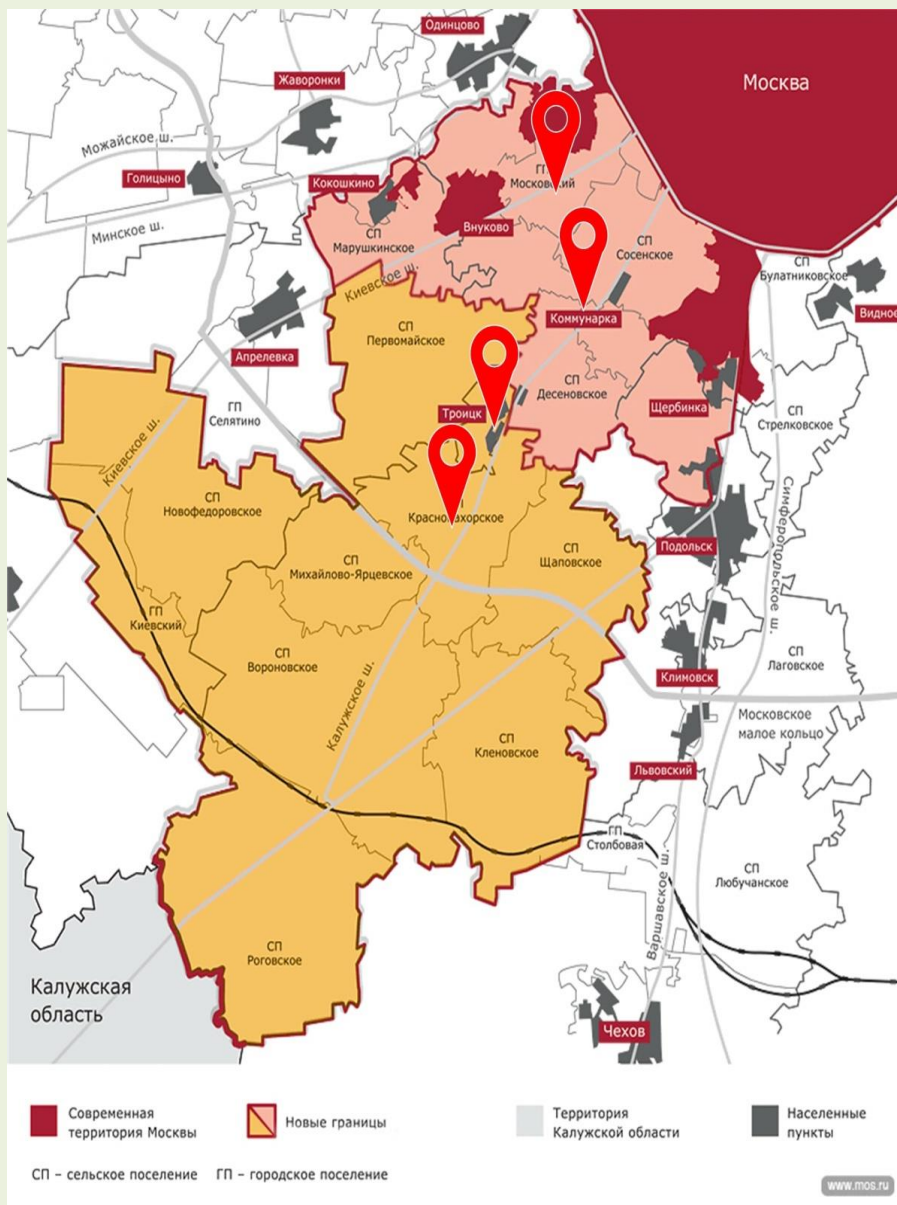 Одинцово
Москва
Жаворонки
Можайское ш.
Голицыно
Кокошкино
ГП
Московский
Минское ш.
СП
Марушкинское
Внуково
СП
Сосенское
СП
Булатниковское
Киевское ш.
Видное
Коммунарка
СП
Первомайское
Апрелевка
СП
Десеновское
ГП
Селятино
Троицк
Щербинка
СП
Стрелковское
Киевское ш.
СП
Новофедоровское
Симферопольское ш.
СП
Михайлово-Ярцевское
СП
Щаповское
Подольск
ГП
Киевский
СП
Вороновское
СП
Лаговское
Климовск
Калужское ш.
СП
Кленовское
Московское
малое кольцо
Львовский
ГП
Столбовая
СП
Любучанское
Варшавское ш.
СП
Роговское
Калужская
область
Чехов
Современная
территория Москвы
Новые границы
Территория
Калужской области
Населенные
пункты
СП – сельское поселение ГП – городское поселение
www.mos.ru